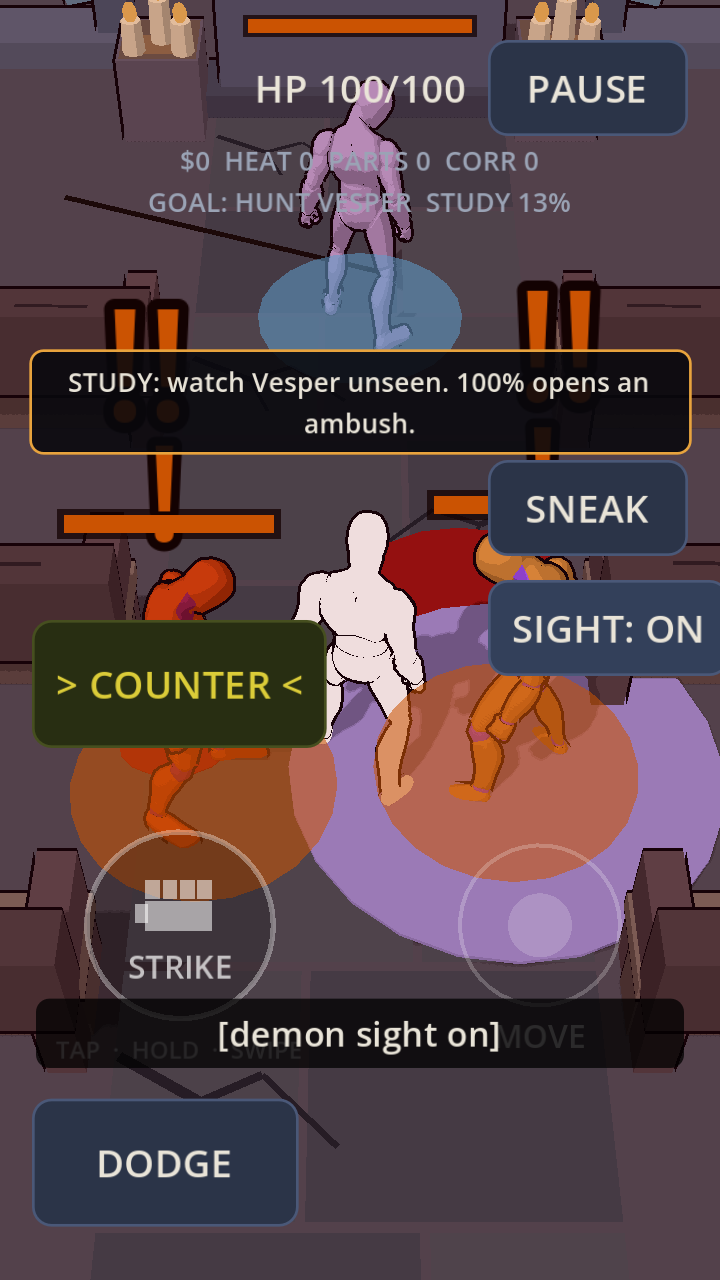 HP 100/100
PAUSE
$0 HEAT 0 PARTS 0 CORR 0
GOAL: HUNT VESPER STUDY 13%
STUDY: watch Vesper unseen. 100% opens an
ambush.
SNEAK
SIGHT: ON
> COUNTER <
STRIKE
[demon sight on]
MOVE
TAP · HOLD · SWIPE
DODGE